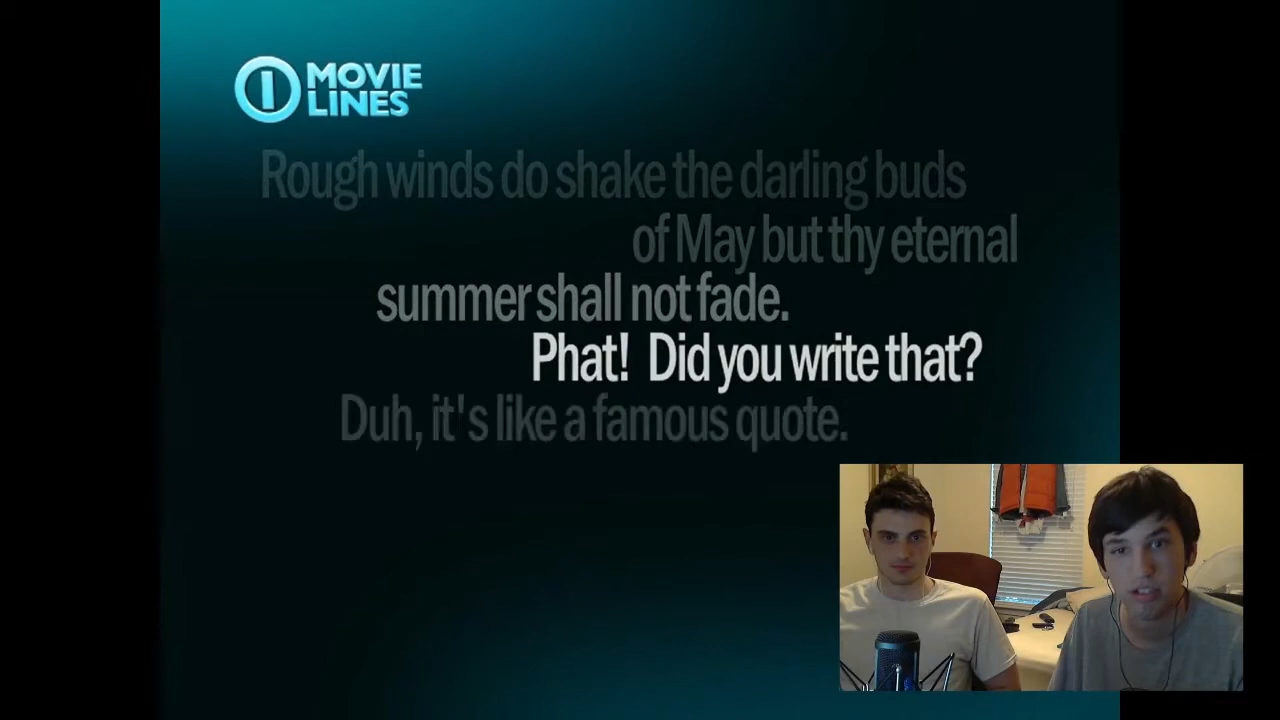 1 MOVIE
LINES
Rough winds do shake the darling buds
of May but thy eternal
summer shall not fade.
Phat!  Did you write that?
Duh, it's like a famous quote.